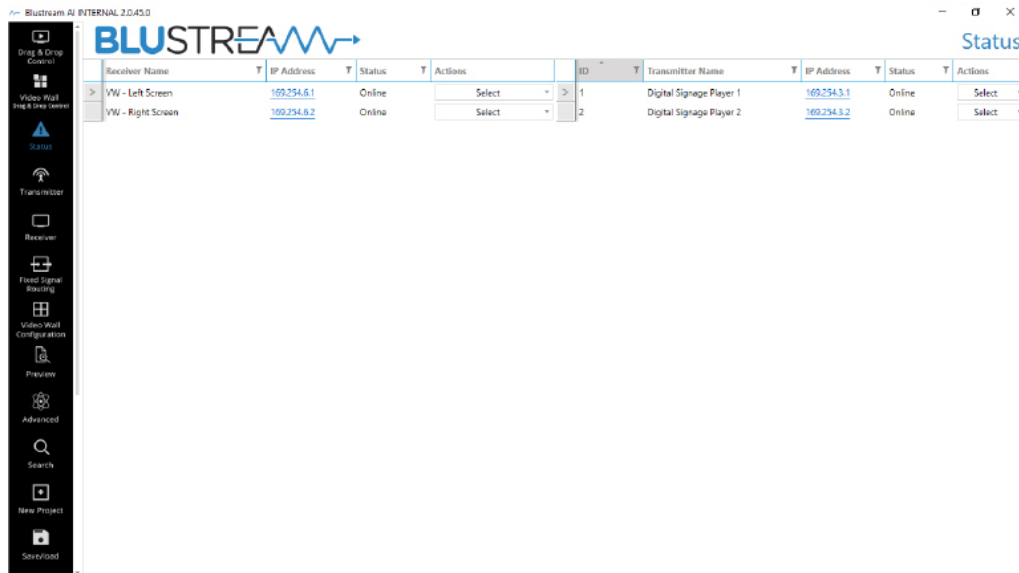 Blustream AI INTERNAL 2.0.45.0
BLUSTREAM
Status
Drag & Drop
Control
Video Wall
Drag & Drop Control
Status
Transmitter
Receiver
Fixed Signal
Routing
Video Wall
Configuration
Preview
Advanced
Search
New Project
Save/load
Receiver Name IP Address Status Actions ID Transmitter Name IP Address Status Actions
> VW - Left Screen 169.254.6.1 Online Select > 1 Digital Signage Player 1 169.254.3.1 Online Select
VW - Right Screen 169.254.6.2 Online Select 2 Digital Signage Player 2 169.254.3.2 Online Select